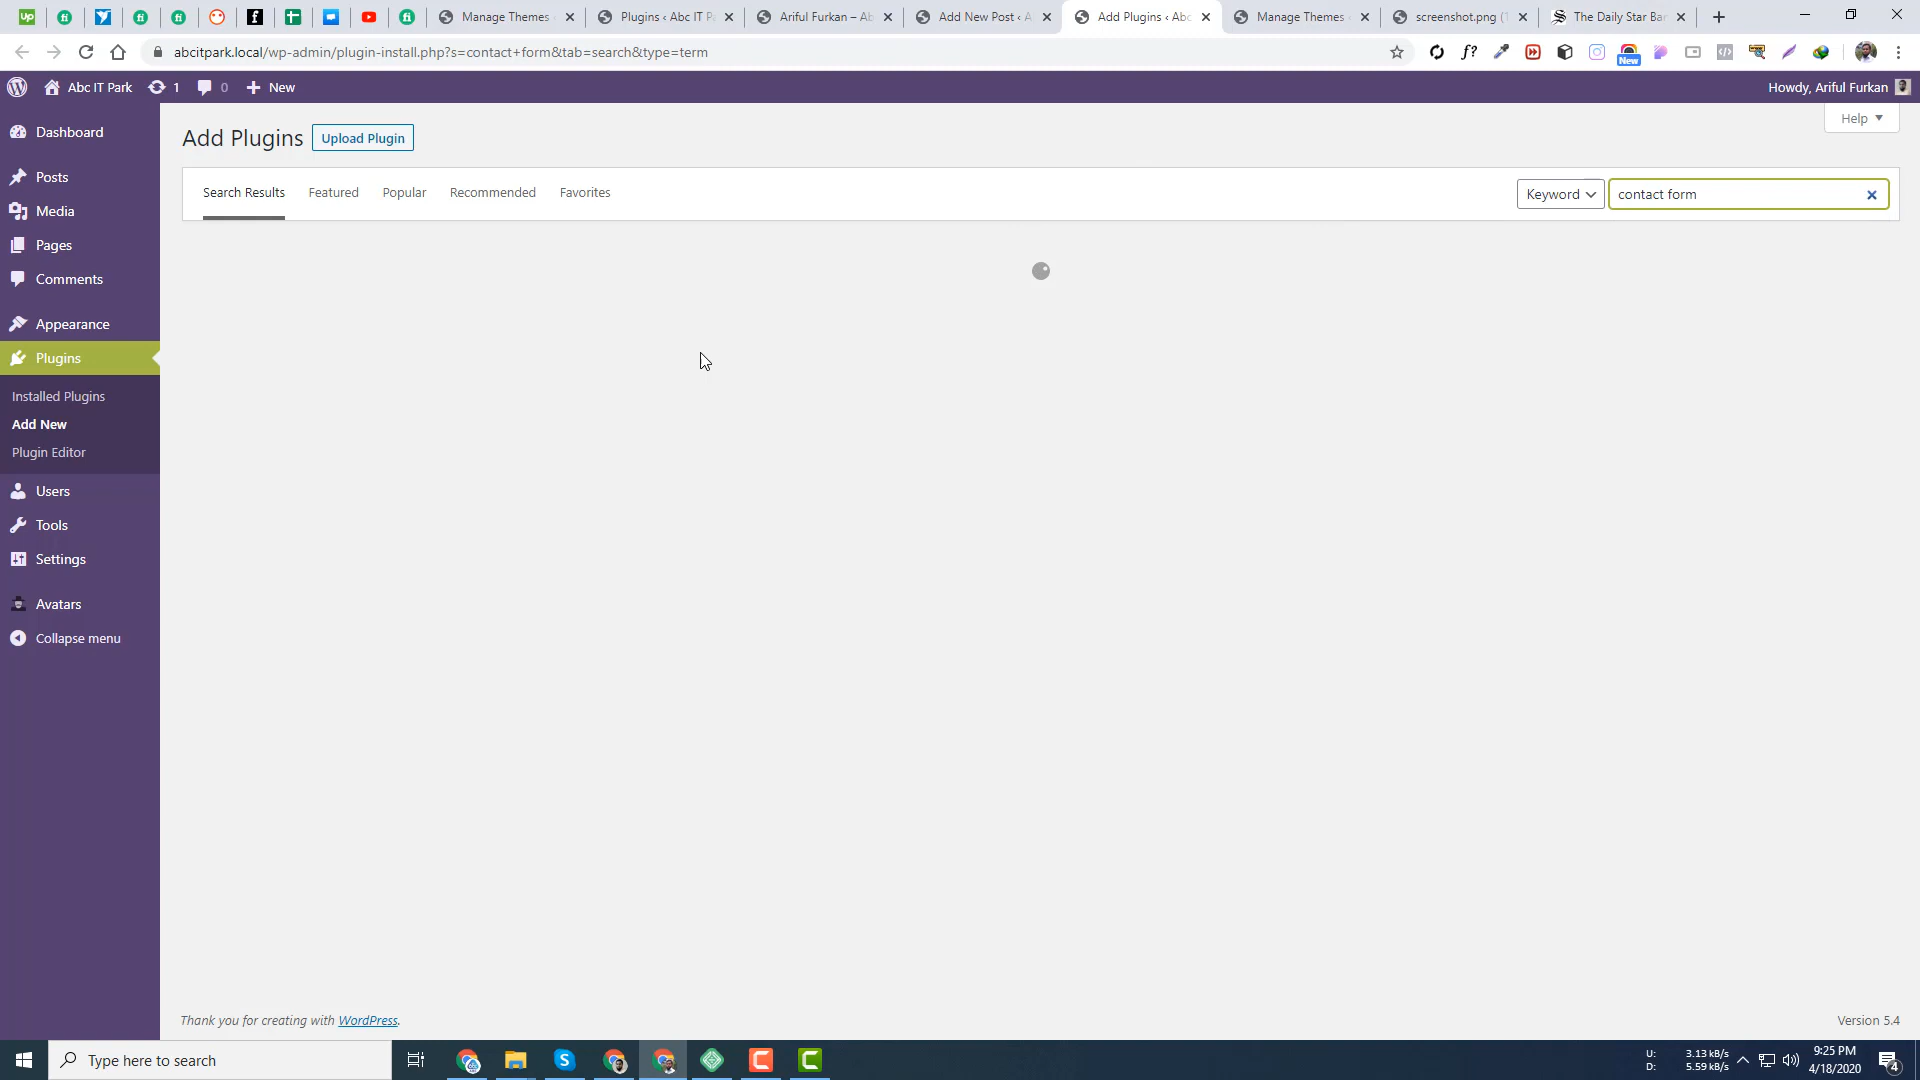 Up
Manage Themes
Plugins ‹ Abc IT P
Ariful Furkan – Ab
Add New Post ‹ A
Add Plugins ‹ Abc
Manage Themes
screenshot.png (1
The Daily Star Ba
abcitpark.local/wp-admin/plugin-install.php?s=contact+form&tab=search&type=term
f?
New
Abc IT Park
1
0
New
Howdy, Ariful Furkan
Dashboard
Posts
Media
Pages
Comments
Appearance
Plugins
Installed Plugins
Add New
Plugin Editor
Users
Tools
Settings
Avatars
Collapse menu
Add Plugins
Upload Plugin
Help
Search Results
Featured
Popular
Recommended
Favorites
Keyword
contact form
Thank you for creating with WordPress.
Version 5.4
Type here to search
U: 3.13 kB/s
D: 5.59 kB/s
9:25 PM
4/18/2020
4